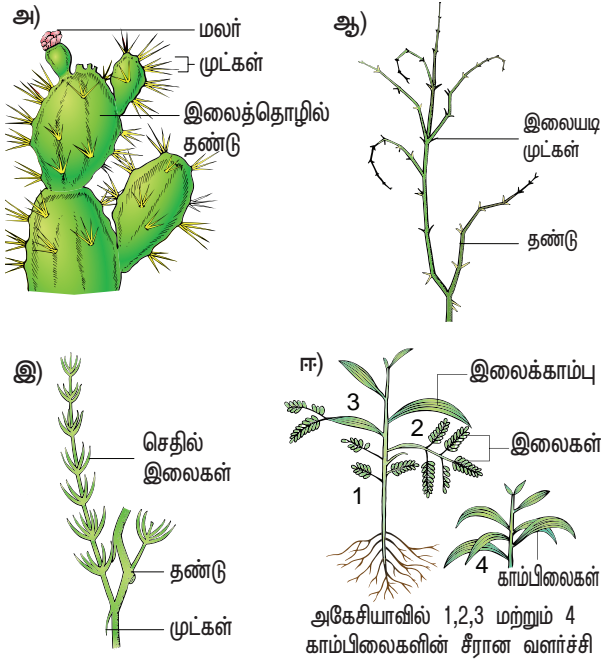 அ)
மலர்
முட்கள்
இலைத்தொழில்
தண்டு
ஆ)
இலையடி
முட்கள்
தண்டு
இ)
செதில்
இலைகள்
தண்டு
முட்கள்
ஈ)
இலைக்காம்பு
3
2
இலைகள்
1
4
காம்பிலைகள்
அகேசியாவில் 1,2,3 மற்றும் 4
காம்பிலைகளின் சீரான வளர்ச்சி